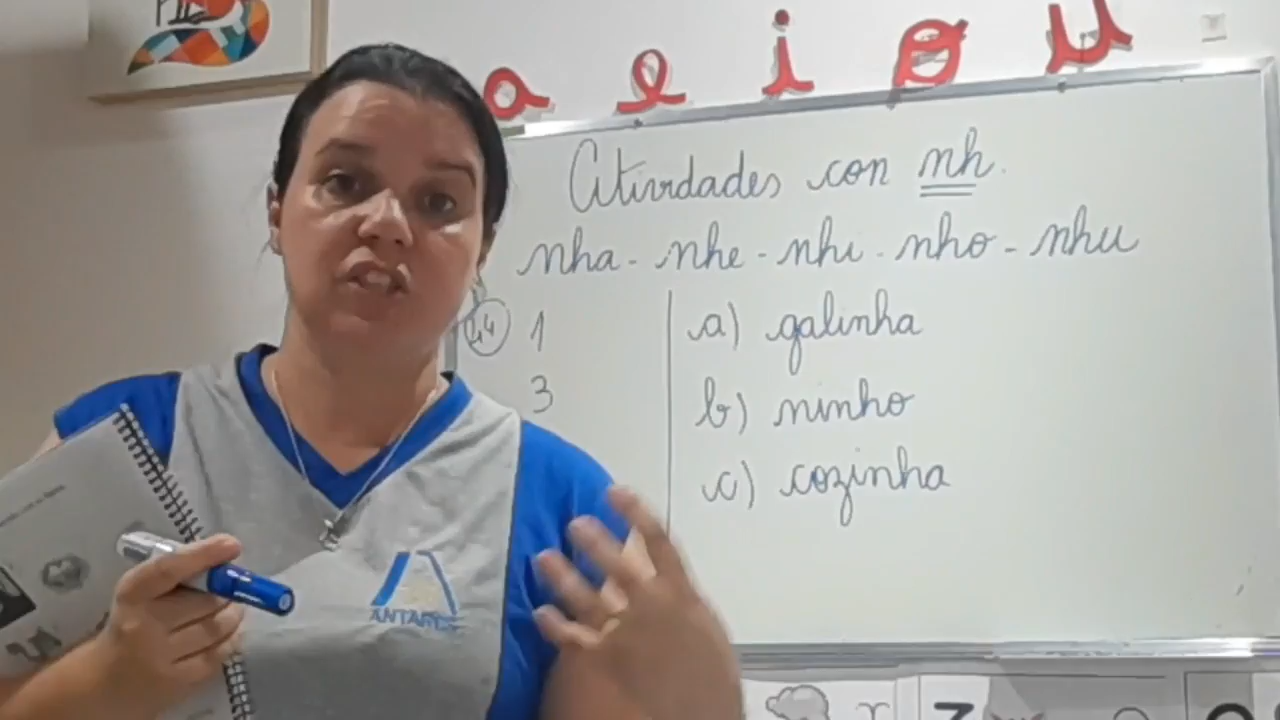 a e i o u
Atividades con nh.
nha - nhe - nhi - nho - nhu
44 1 a) galinha
3 b) ninho
c) cozinha
ANTARES